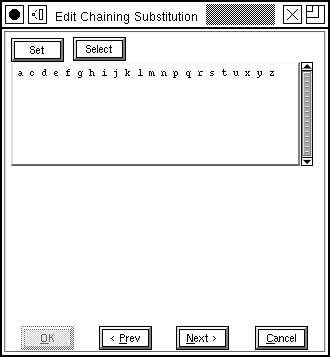 Edit Chaining Substitution
Set Select
a c d e f g h i j k l m n p q r s t u x y z
OK < Prev Next > Cancel